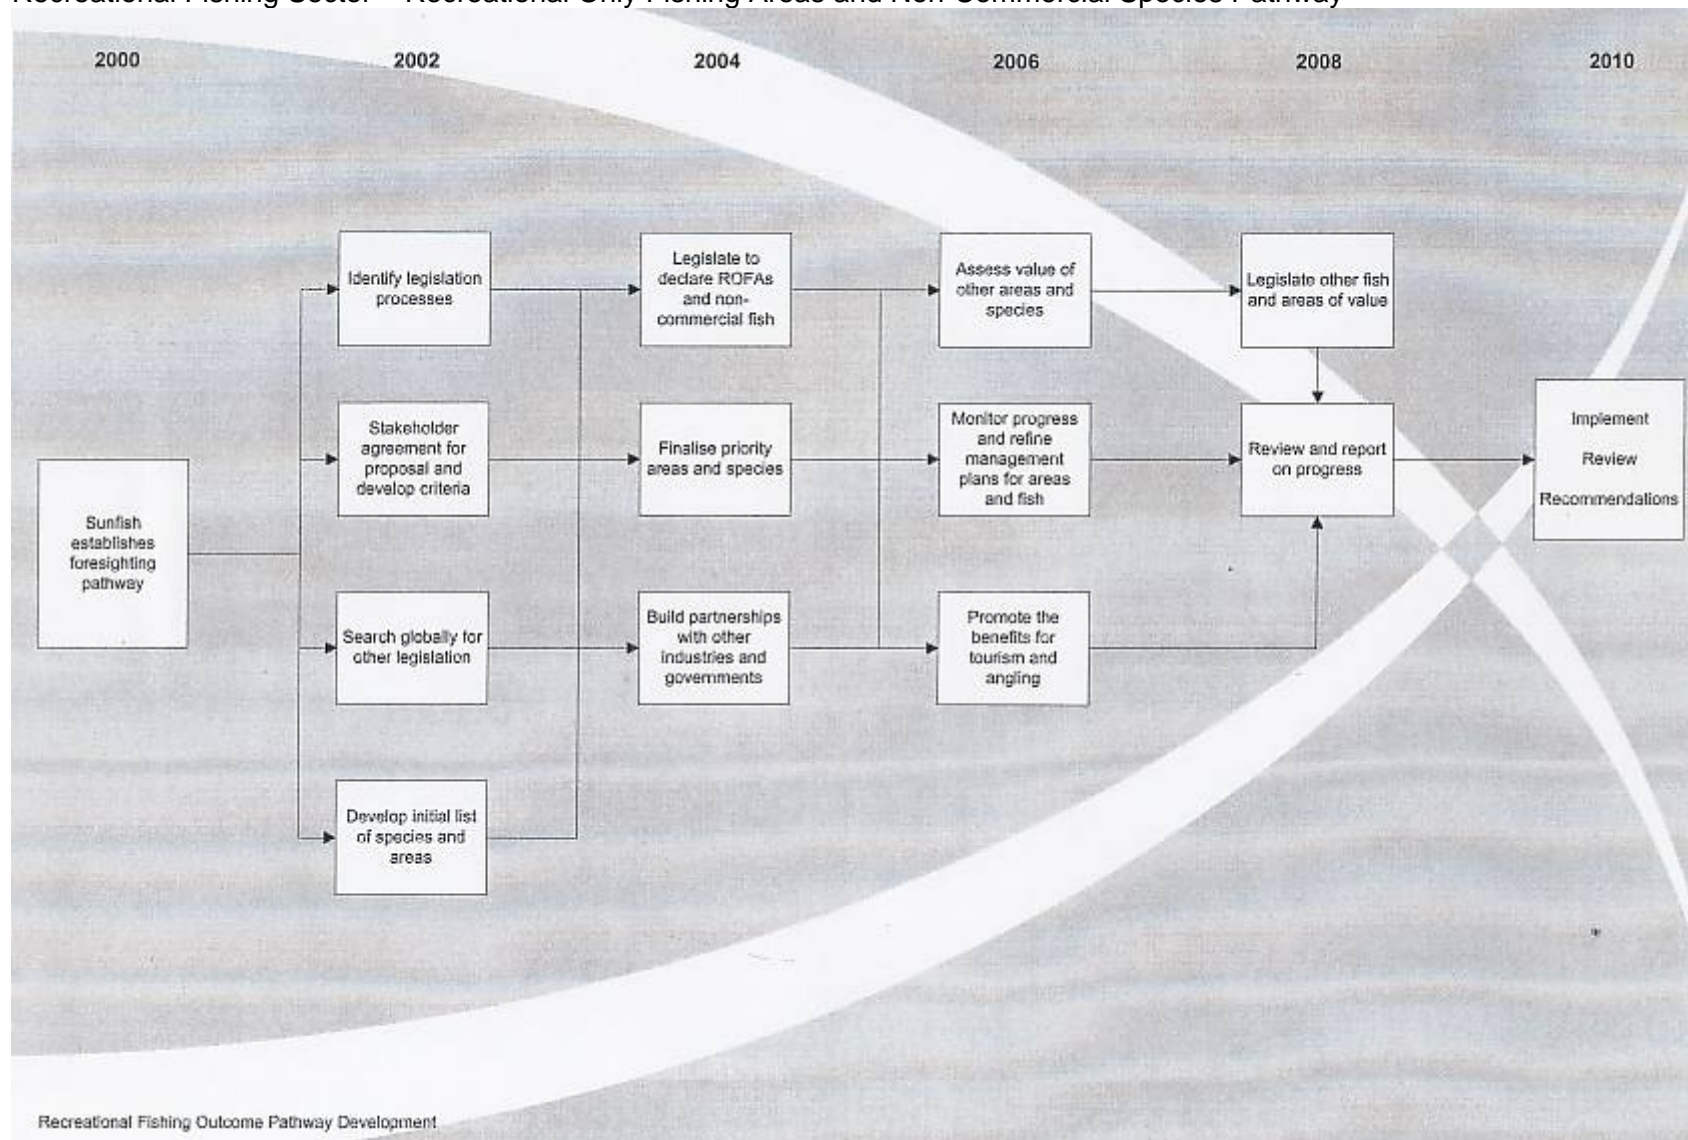 Recreational Fishing Sector – Recreational Only Fishing Areas and Non-Commercial Species Pathway
2000
2002
2004
2006
2008
2010
Sunfish
establishes
foresighting
pathway
Identify legislation
processes
Stakeholder
agreement for
proposal and
develop criteria
Search globally for
other legislation
Develop initial list
of species and
areas
Legislate to
declare ROFAs
and non-
commercial fish
Finalise priority
areas and species
Build partnerships
with other
industries and
governments
Assess value of
other areas and
species
Monitor progress
and refine
management
plans for areas
and fish
Promote the
benefits for
tourism and
angling
Legislate other fish
and areas of value
Review and report
on progress
Implement
Review
Recommendations
Recreational Fishing Outcome Pathway Development